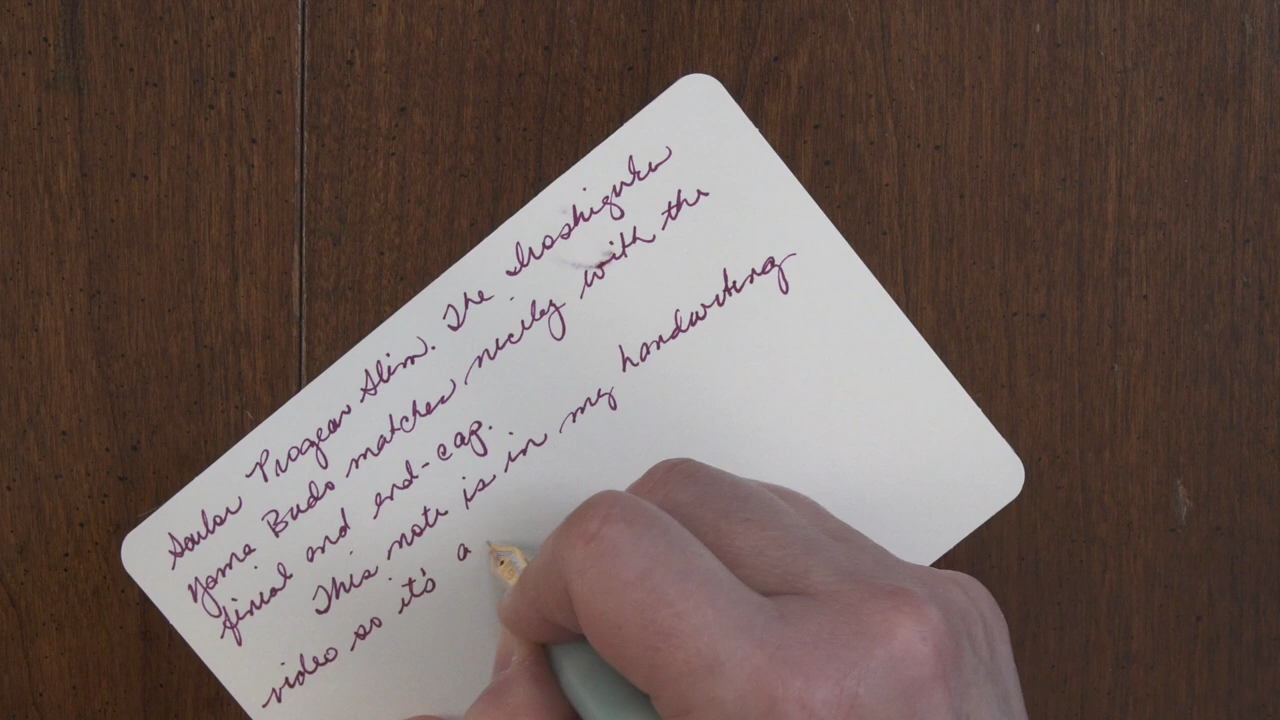 Sailor Progear Slim. The Iroshizuku
Yama Budo matches nicely with the
finial and end-cap.
This note is in my handwriting
video so it's a